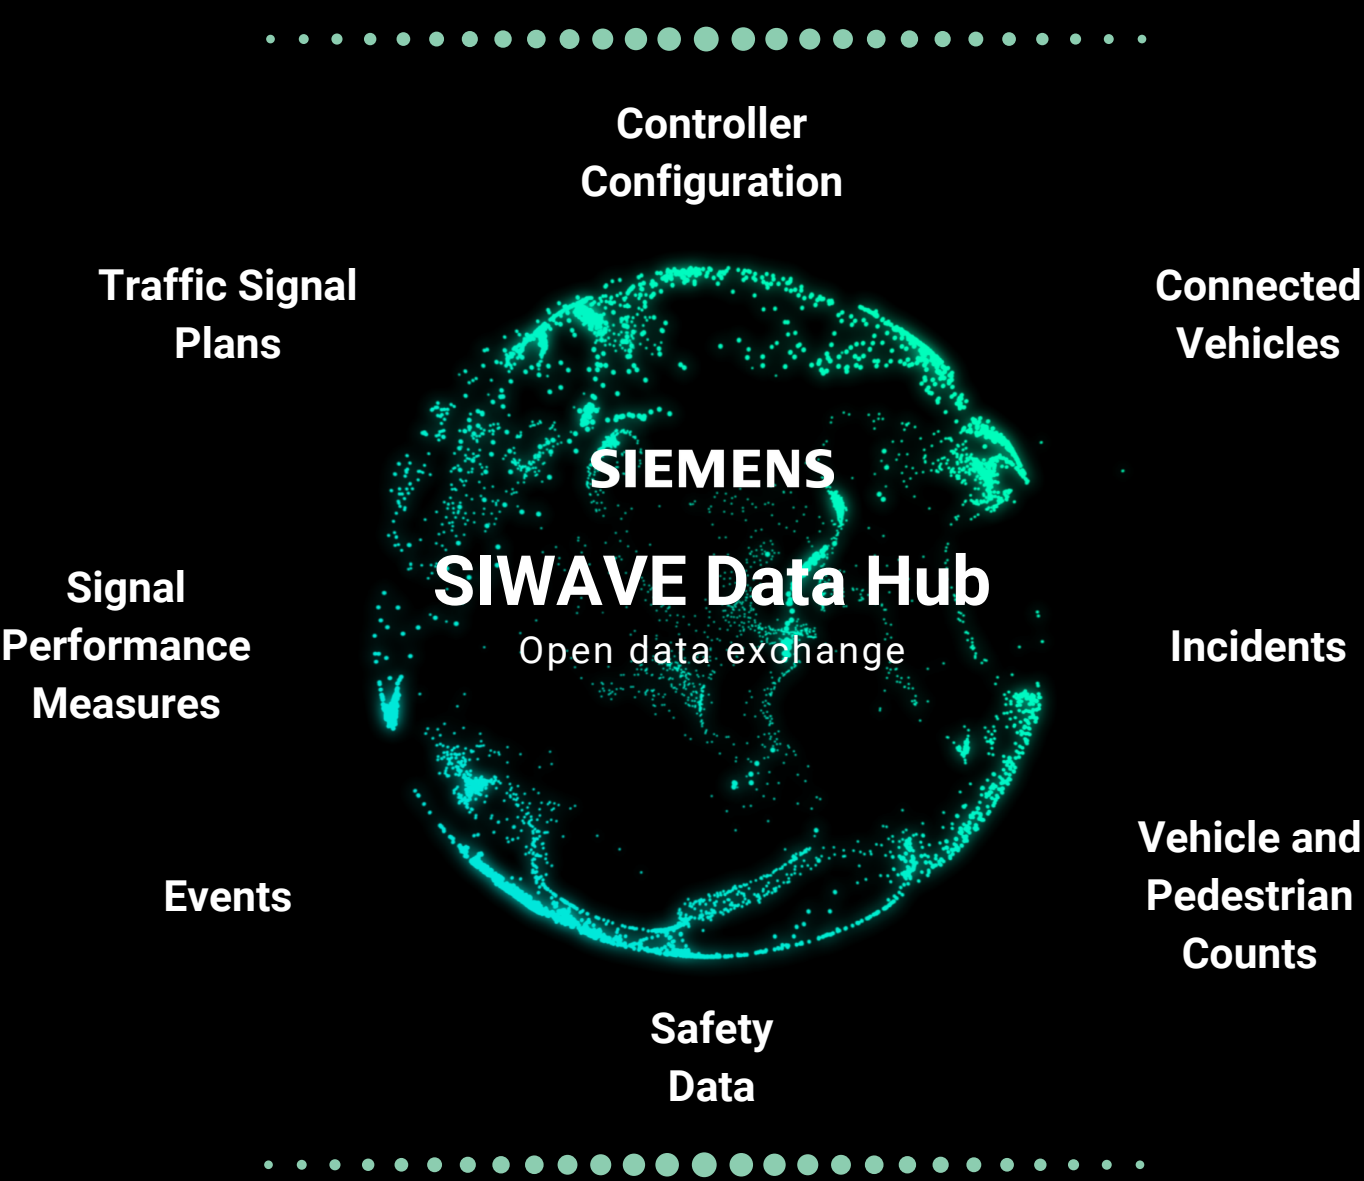 Controller
Configuration
Traffic Signal
Plans
Connected
Vehicles
SIEMENS
SIWAVE Data Hub
Open data exchange
Signal
Performance
Measures
Incidents
Events
Vehicle and
Pedestrian
Counts
Safety
Data